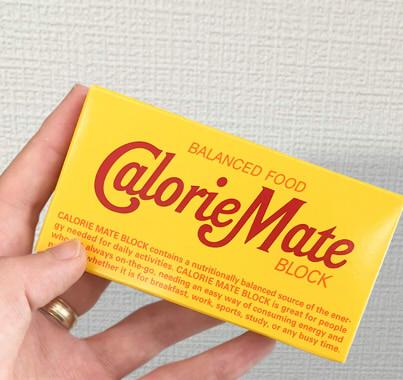 BALANCED FOOD
CalorieMate
BLOCK
CALORIE MATE BLOCK contains a nutritionally balanced source of the ener-
gy needed for daily activities. CALORIE MATE BLOCK is great for people
always on-the-go, needing an easy way of consuming energy and
whether it is for breakfast, work, sports, study, or any busy time.